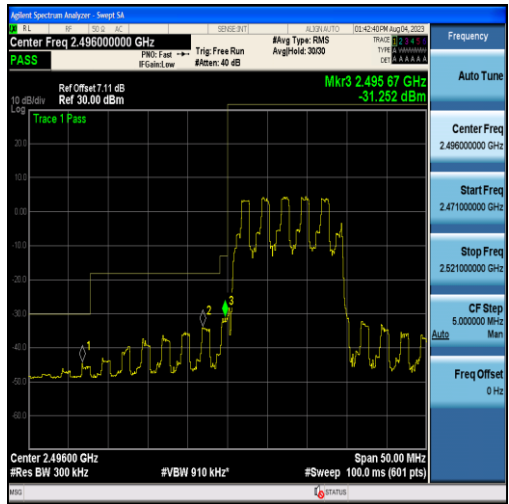 Agilent Spectrum Analyzer - Swept SA
RL RF 50 Ω AC SENSE:INT ALIGN AUTO 01:42:40 PM Aug 04, 2023
Center Freq 2.496000000 GHz #Avg Type: RMS TRACE 1 2 3 4 5 6 Frequency
PNO: Fast Trig: Free Run Avg|Hold: 30/30 TYPE
PASS IFGain:Low #Atten: 40 dB DET A A A A A A
Auto Tune
Mkr3 2.495 67 GHz
Ref Offset 7.11 dB
10 dB/div Ref 30.00 dBm -31.252 dBm
Log
Trace 1 Pass
Center Freq
2.496000000 GHz
20.0
10.0
Start Freq
2.471000000 GHz
0.00
-10.0
Stop Freq
2.521000000 GHz
-20.0
-30.0
2 3
CF Step
5.000000 MHz
Auto Man
-40.0
1
-50.0
Freq Offset
0 Hz
-60.0
Center 2.49600 GHz Span 50.00 MHz
#Res BW 300 kHz #VBW 910 kHz* #Sweep 100.0 ms (601 pts)
MSG STATUS